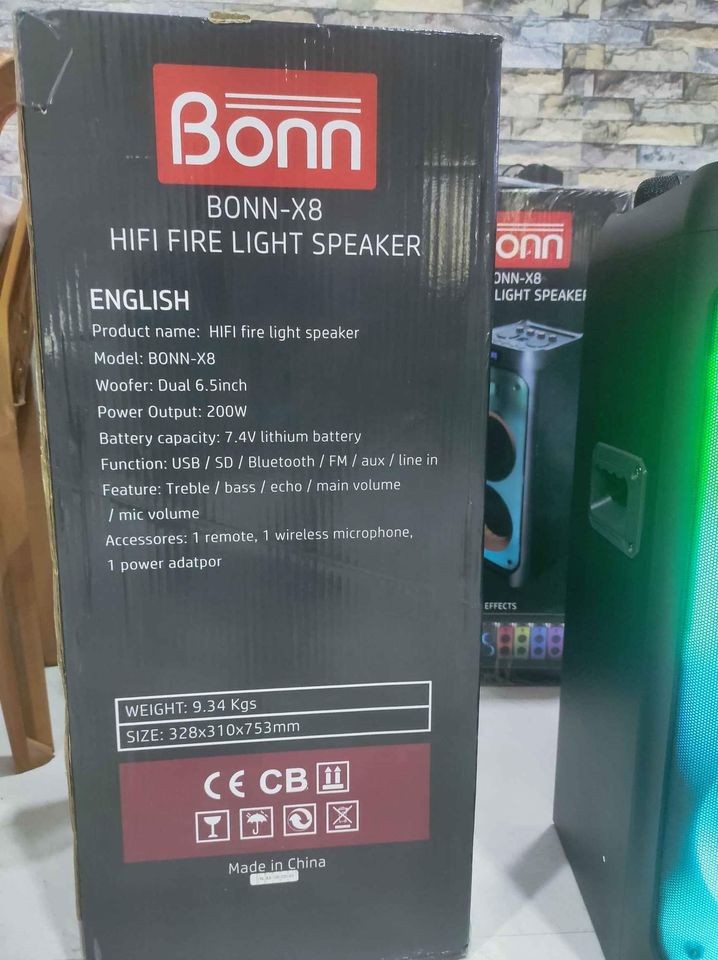 Bonn
BONN-X8
HIFI FIRE LIGHT SPEAKER
ENGLISH
Product name: HIFI fire light speaker
Model: BONN-X8
Woofer: Dual 6.5inch
Power Output: 200W
Battery capacity: 7.4V lithium battery
Function: USB / SD / Bluetooth / FM / aux / line in
Feature: Treble / bass / echo / main volume
/ mic volume
Accessores: 1 remote, 1 wireless microphone,
1 power adatpor
WEIGHT: 9.34 Kgs
SIZE: 328x310x753mm
CE CB
Made in China
onn
ONN-X8
LIGHT SPEAKER
EFFECTS